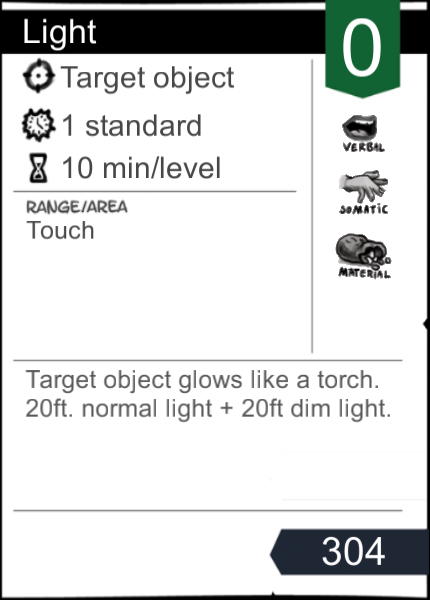 Light
0
Target object
1 standard
10 min/level
VERBAL
SOMATIC
MATERIAL
RANGE/AREA
Touch
Target object glows like a torch.
20ft. normal light + 20ft dim light.
304